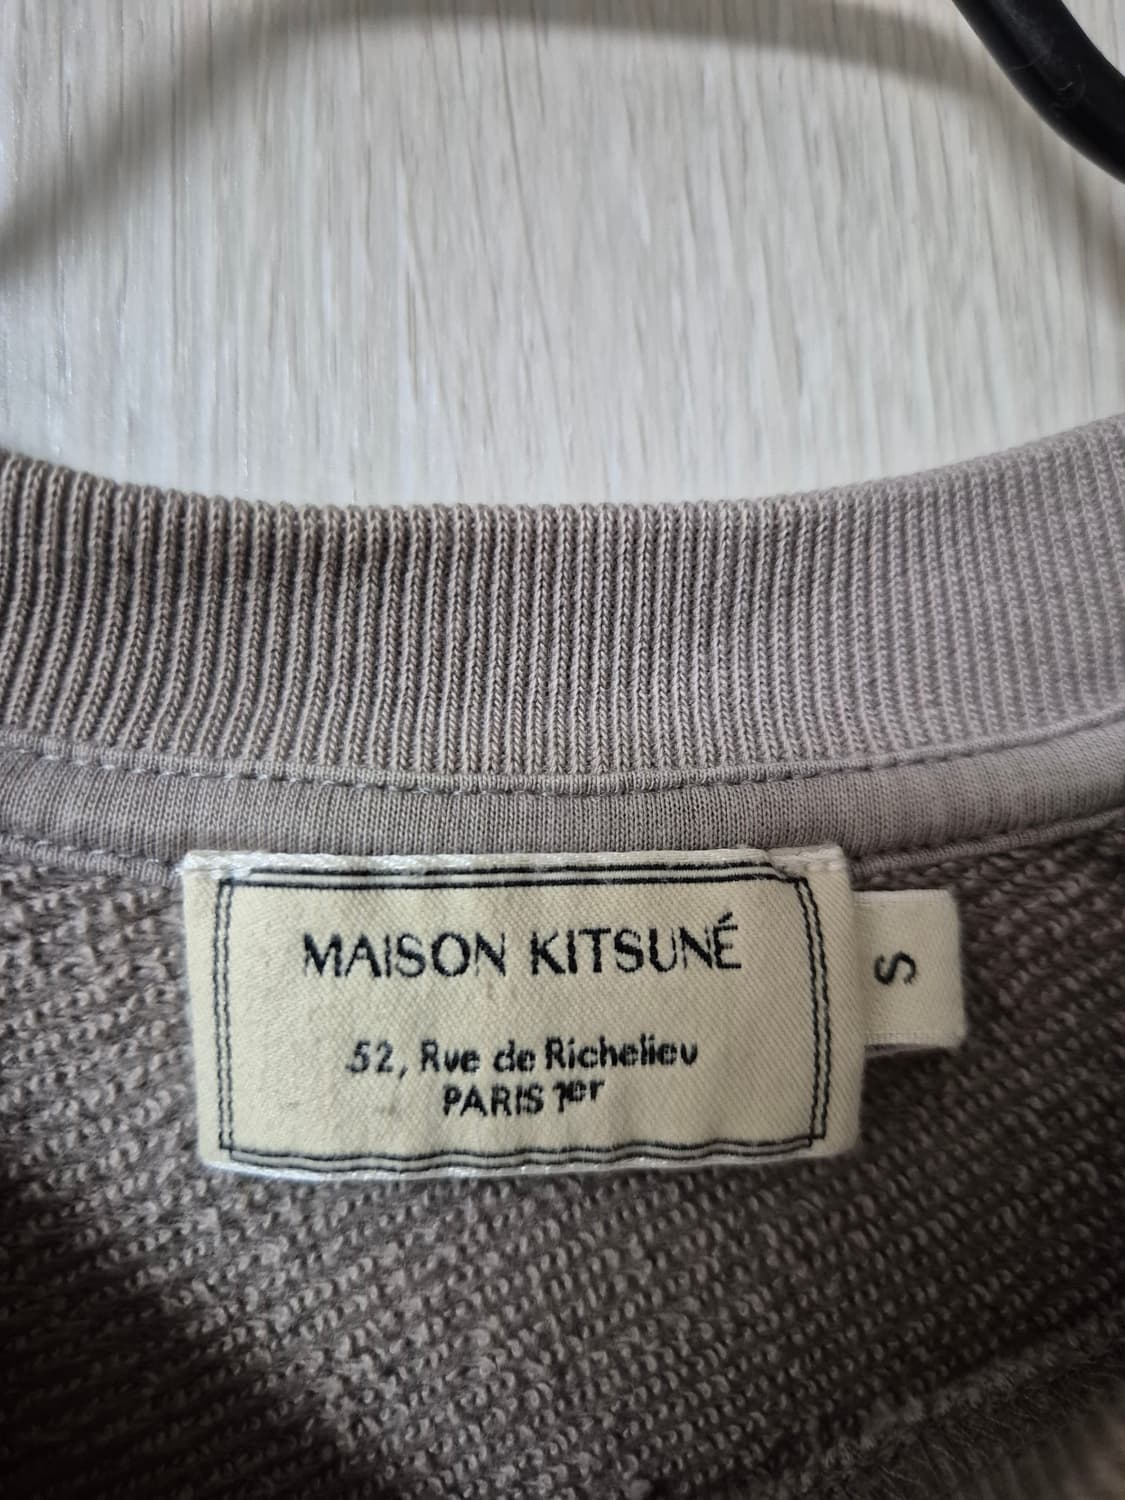 MAISON KITSUNÉ
52, Rue de Richelieu
PARIS 1er
S